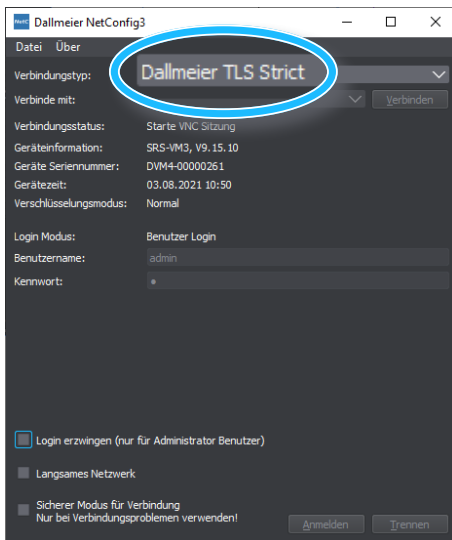 NetC Dallmeier NetConfig3
Datei Über
Verbindungstyp: Dallmeier TLS Strict
Verbinde mit: Verbinden
Verbindungsstatus: Starte VNC Sitzung
Geräteinformation: SRS-VM3, V9.15.10
Geräte Seriennummer: DVM4-00000261
Gerätezeit: 03.08.2021 10:50
Verschlüsselungsmodus: Normal
Login Modus: Benutzer Login
Benutzername: admin
Kennwort:
Login erzwingen (nur für Administrator Benutzer)
Langsames Netzwerk
Sicherer Modus für Verbindung
Nur bei Verbindungsproblemen verwenden!
Anmelden Trennen